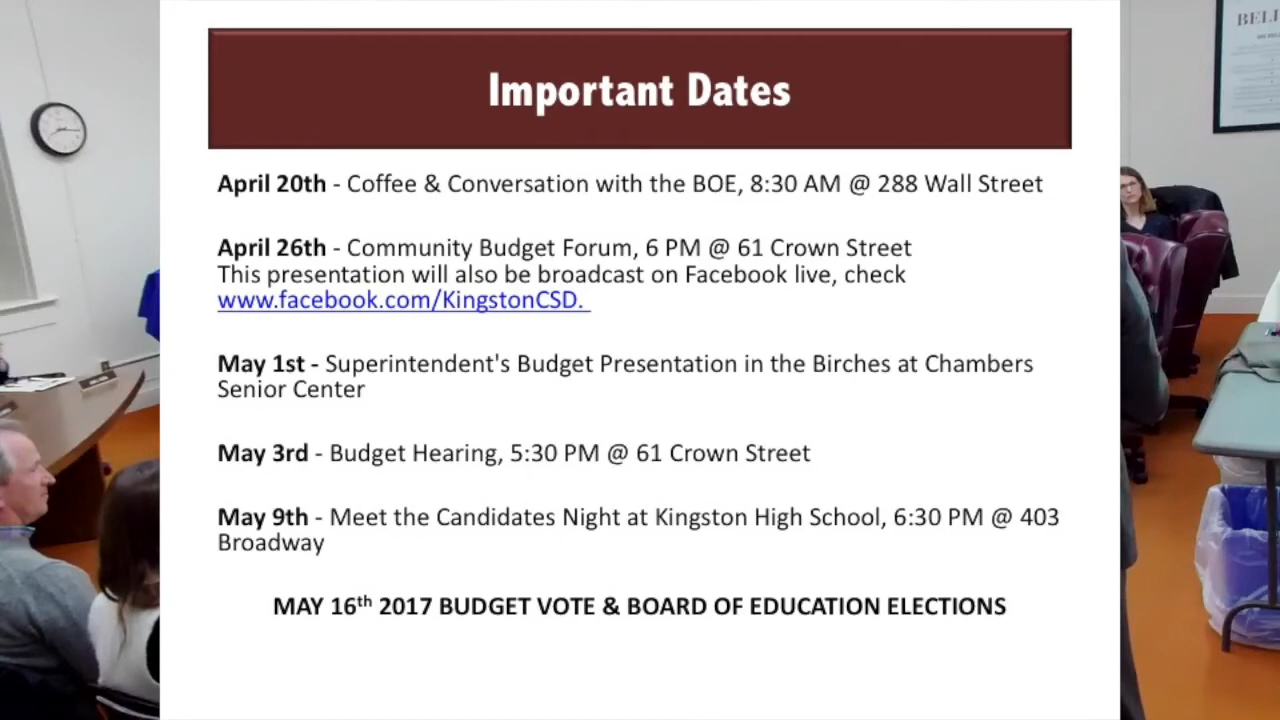 Important Dates
April 20th - Coffee & Conversation with the BOE, 8:30 AM @ 288 Wall Street
April 26th - Community Budget Forum, 6 PM @ 61 Crown Street
This presentation will also be broadcast on Facebook live, check
www.facebook.com/KingstonCSD.
May 1st - Superintendent's Budget Presentation in the Birches at Chambers
Senior Center
May 3rd - Budget Hearing, 5:30 PM @ 61 Crown Street
May 9th - Meet the Candidates Night at Kingston High School, 6:30 PM @ 403
Broadway
MAY 16th 2017 BUDGET VOTE & BOARD OF EDUCATION ELECTIONS